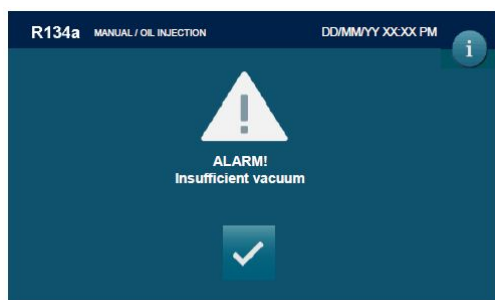 R134a MANUAL / OIL INJECTION DD/MM/YY XX:XX PM
i
ALARM!
Insufficient vacuum